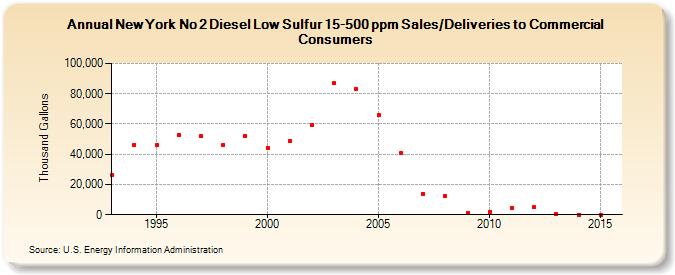 Annual New York No 2 Diesel Low Sulfur 15-500 ppm Sales/Deliveries to Commercial
Consumers
Thousand Gallons
100,000
80,000
60,000
40,000
20,000
0
1995 2000 2005 2010 2015
Source: U.S. Energy Information Administration